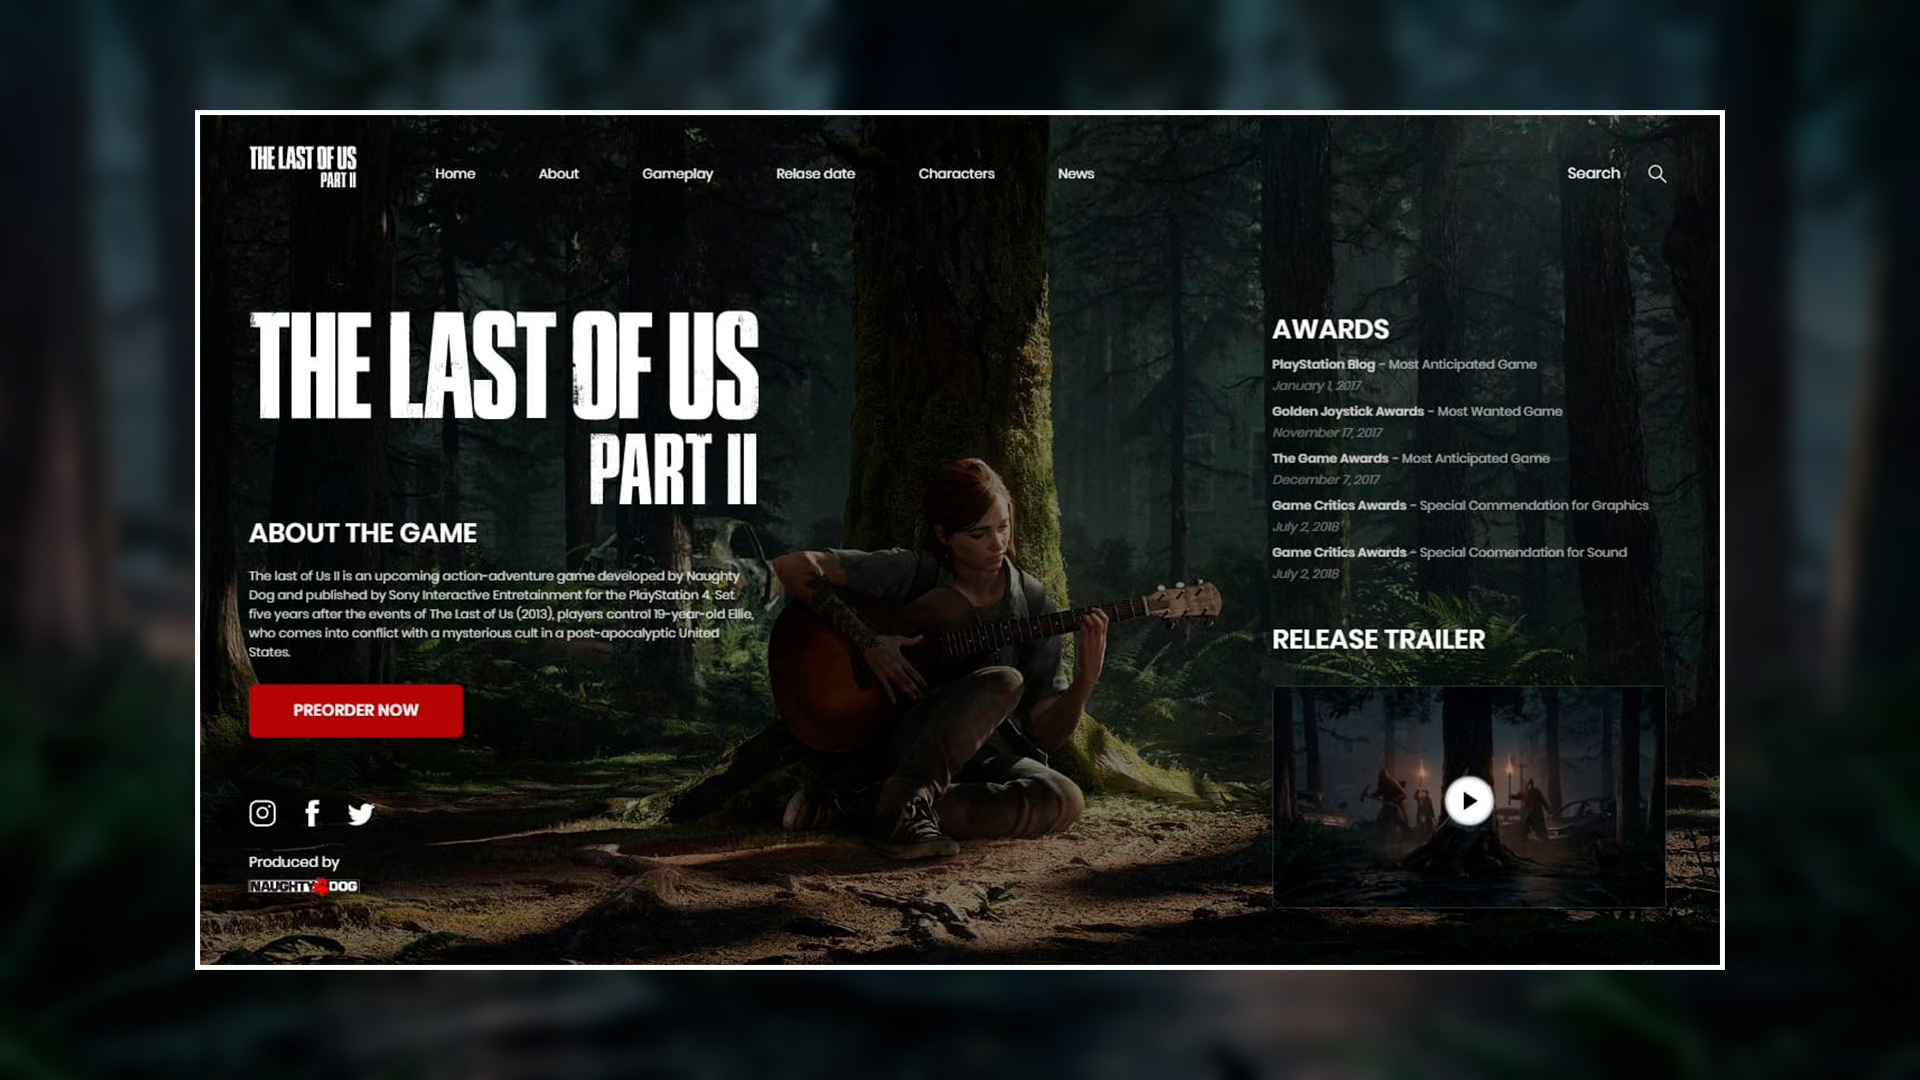 THE LAST OF US
PART II
Home
About
Gameplay
Relase date
Characters
News
Search
THE LAST OF US
PART II
ABOUT THE GAME
The last of Us II is an upcoming action-adventure game developed by Naughty
Dog and published by Sony Interactive Entretainment for the PlayStation 4. Set
five years after the events of The Last of Us (2013), players control 19-year-old Ellie,
who comes into conflict with a mysterious cult in a post-apocalyptic United
States.
PREORDER NOW
Produced by
NAUGHTY DOG
AWARDS
PlayStation Blog - Most Anticipated Game
January 1, 2017
Golden Joystick Awards - Most Wanted Game
November 17, 2017
The Game Awards - Most Anticipated Game
December 7, 2017
Game Critics Awards - Special Commendation for Graphics
July 2, 2018
Game Critics Awards - Special Coomendation for Sound
July 2, 2018
RELEASE TRAILER